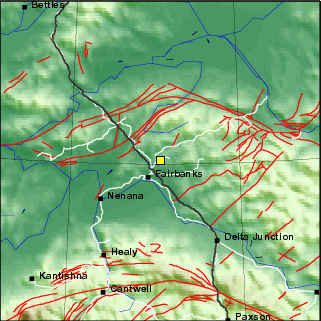 Bettles
Fairbanks
Nenana
Delta Junction
Healy
Kantishna
Cantwell
Paxson